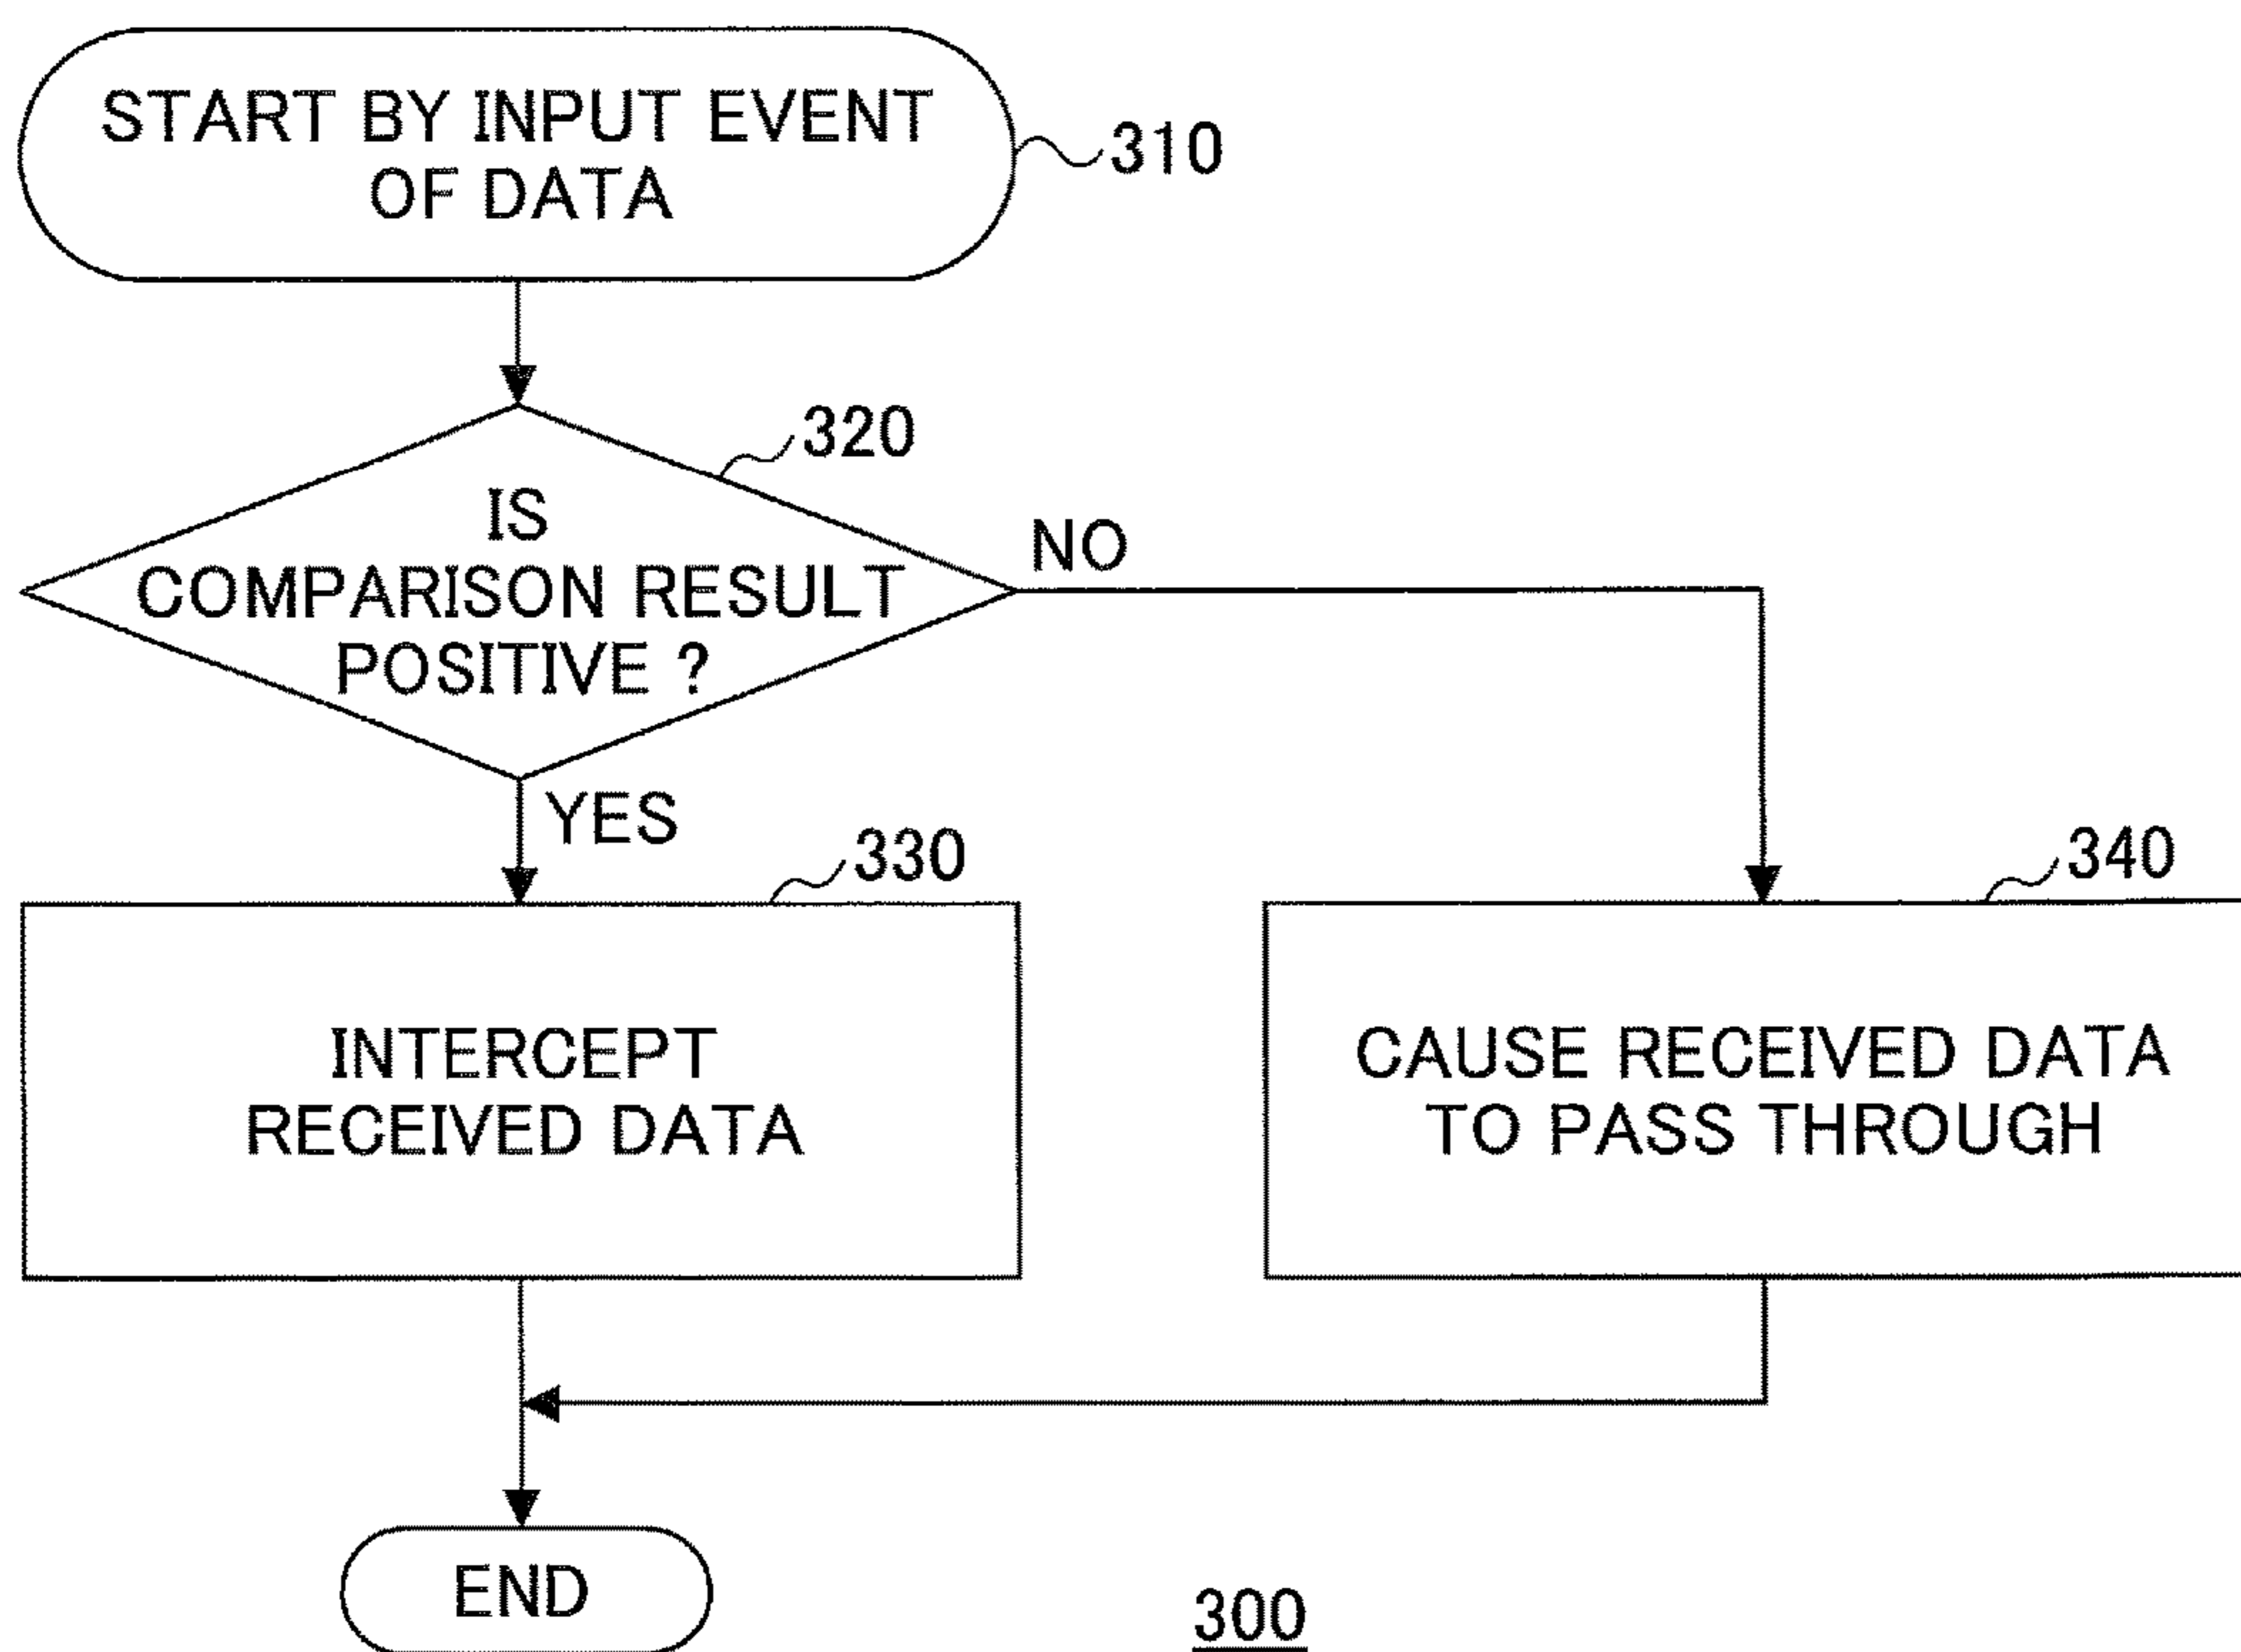 START BY INPUT EVENT
OF DATA
310
320
IS
COMPARISON RESULT
POSITIVE ?
NO
YES
330
340
INTERCEPT
RECEIVED DATA
CAUSE RECEIVED DATA
TO PASS THROUGH
END
300